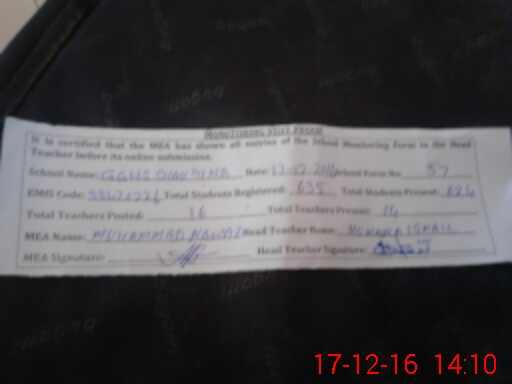 MONITORING VISIT PROOF
It is certified that the MEA has shown all entries of the School Monitoring Form to the Head
Teacher before its online submission.
School Name: GGHS Date: School Form No. 57
EMIS Code: Total Students Registered: 635 Total Students Present: 624
Total Teachers Posted: 16 Total Teachers Present: 16
MEA Name: MUHAMMAD NAWAZ Head Teacher Name: ISMAIL
MEA Signature: Head Teacher Signature:
17-12-16 14:10